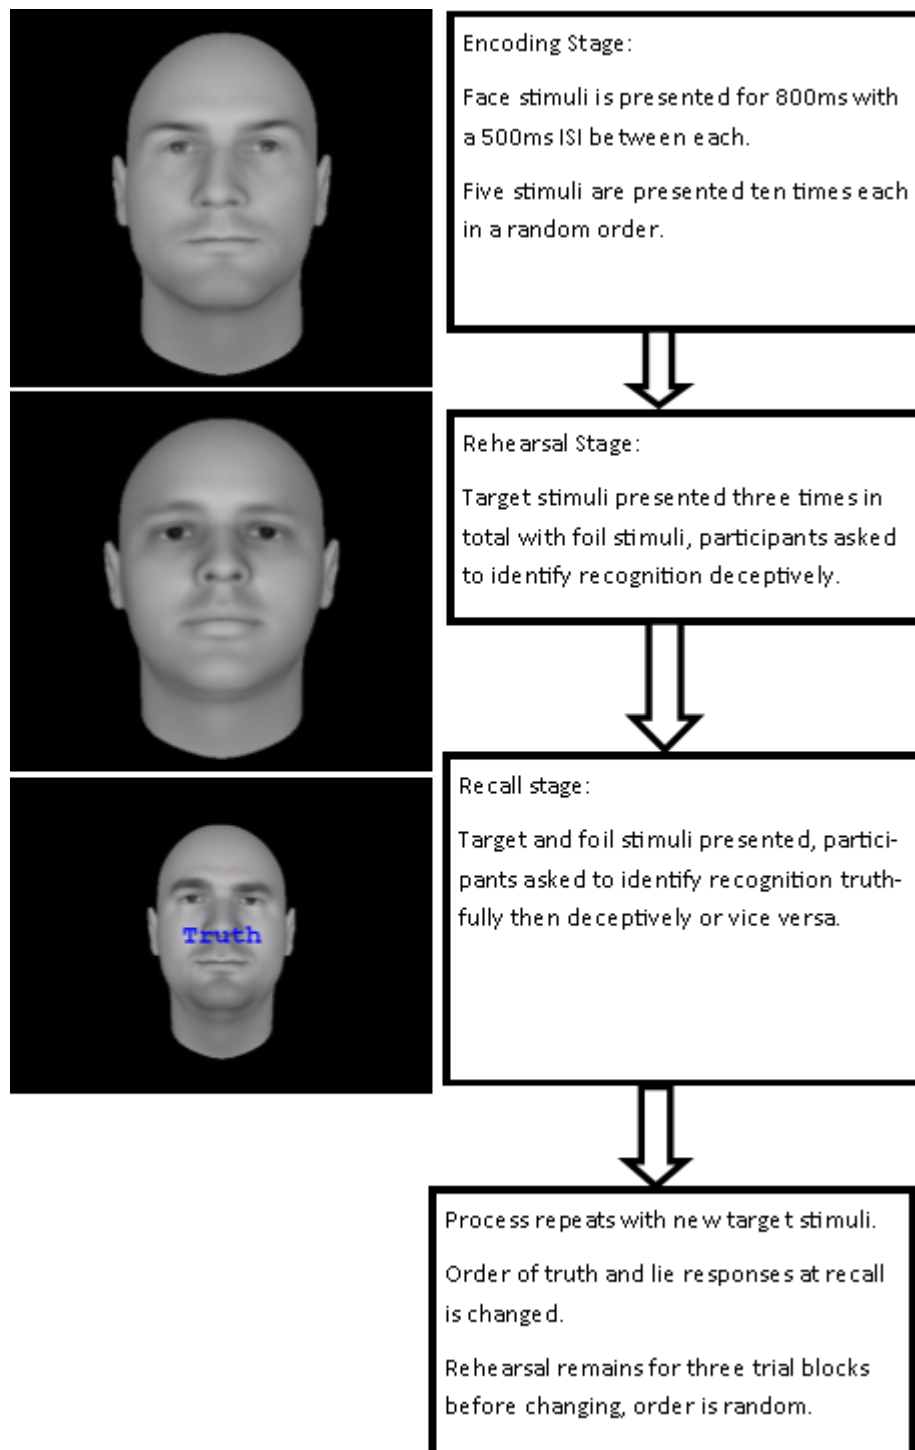 Encoding Stage:
Face stimuli is presented for 800ms with
a 500ms ISI between each.
Five stimuli are presented ten times each
in a random order.
Rehearsal Stage:
Target stimuli presented three times in
total with foil stimuli, participants asked
to identify recognition deceptively.
Truth
Recall stage:
Target and foil stimuli presented, partici-
pants asked to identify recognition truth-
fully then deceptively or vice versa.
Process repeats with new target stimuli.
Order of truth and lie responses at recall
is changed.
Rehearsal remains for three trial blocks
before changing, order is random.